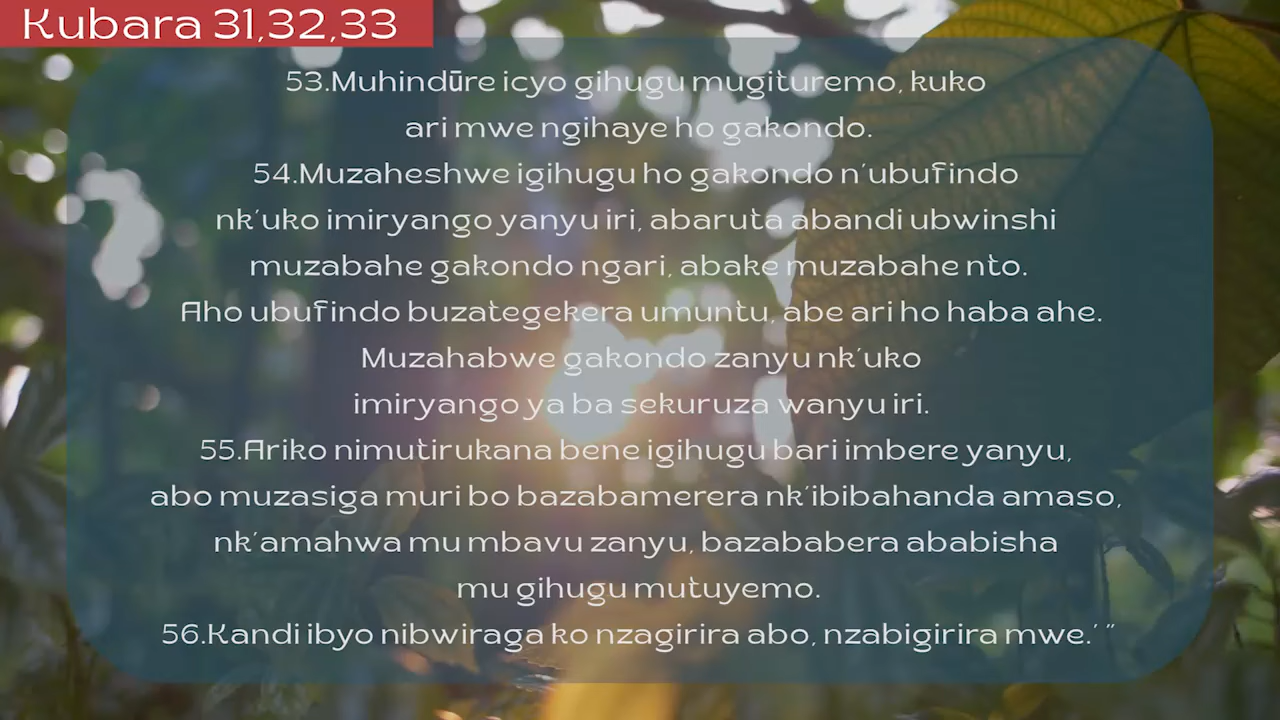 Kubara 31,32,33
53.Muhindūre icyo gihugu mugituremo, kuko
ari mwe ngihaye ho gakondo.
54.Muzaheshwe igihugu ho gakondo n'ubufindo
nk'uko imiryango yanyu iri, abaruta abandi ubwinshi
muzabahe gakondo ngari, abake muzabahe nto.
Aho ubufindo buzategekera umuntu, abe ari ho haba ahe.
Muzahabwe gakondo zanyu nk'uko
imiryango ya ba sekuruza wanyu iri.
55.Ariko nimutirukana bene igihugu bari imbere yanyu,
abo muzasiga muri bo bazabamerera nk'ibibahanda amaso,
nk'amahwa mu mbavu zanyu, bazababera ababisha
mu gihugu mutuyemo.
56.Kandi ibyo nibwiraga ko nzagirira abo, nzabigirira mwe.' "